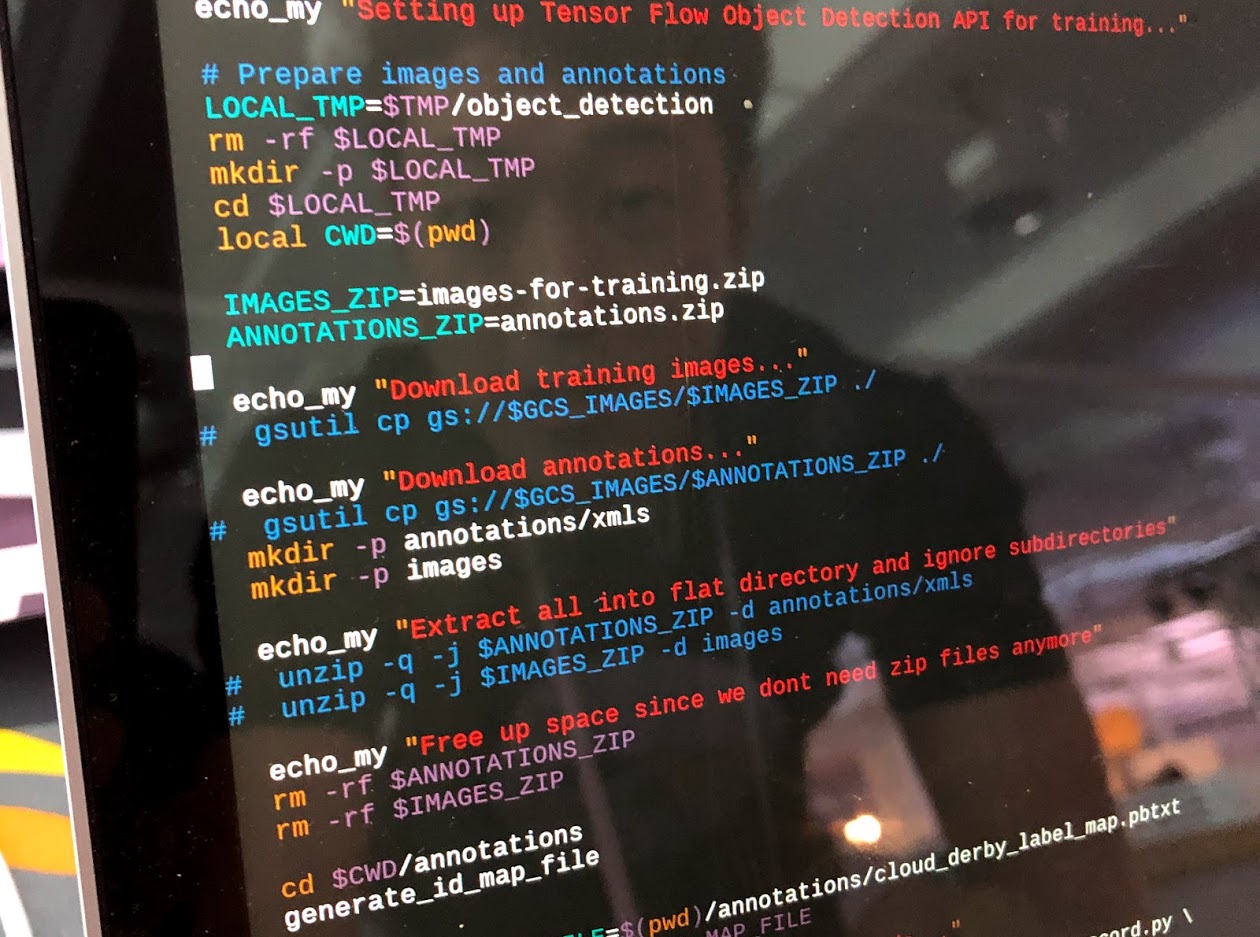 echo_my "Setting up Tensor Flow Object Detection API for training..."
# Prepare images and annotations
LOCAL_TMP=$TMP/object_detection
rm -rf $LOCAL_TMP
mkdir -p $LOCAL_TMP
cd $LOCAL_TMP
local CWD=$(pwd)
IMAGES_ZIP=images-for-training.zip
ANNOTATIONS_ZIP=annotations.zip
echo_my "Download training images..."
# gsutil cp gs://$GCS_IMAGES/$IMAGES_ZIP ./
echo_my "Download annotations..."
# gsutil cp gs://$GCS_IMAGES/$ANNOTATIONS_ZIP ./
mkdir -p annotations/xmls
mkdir -p images
echo_my "Extract all into flat directory and ignore subdirectories"
# unzip -q -j $ANNOTATIONS_ZIP -d annotations/xmls
# unzip -q -j $IMAGES_ZIP -d images
echo_my "Free up space since we dont need zip files anymore"
rm -rf $ANNOTATIONS_ZIP
rm -rf $IMAGES_ZIP
cd $CWD/annotations
generate_id_map_file
=$(pwd)/annotations/cloud_derby_label_map.pbtxt
MAP_FILE
cord.py \